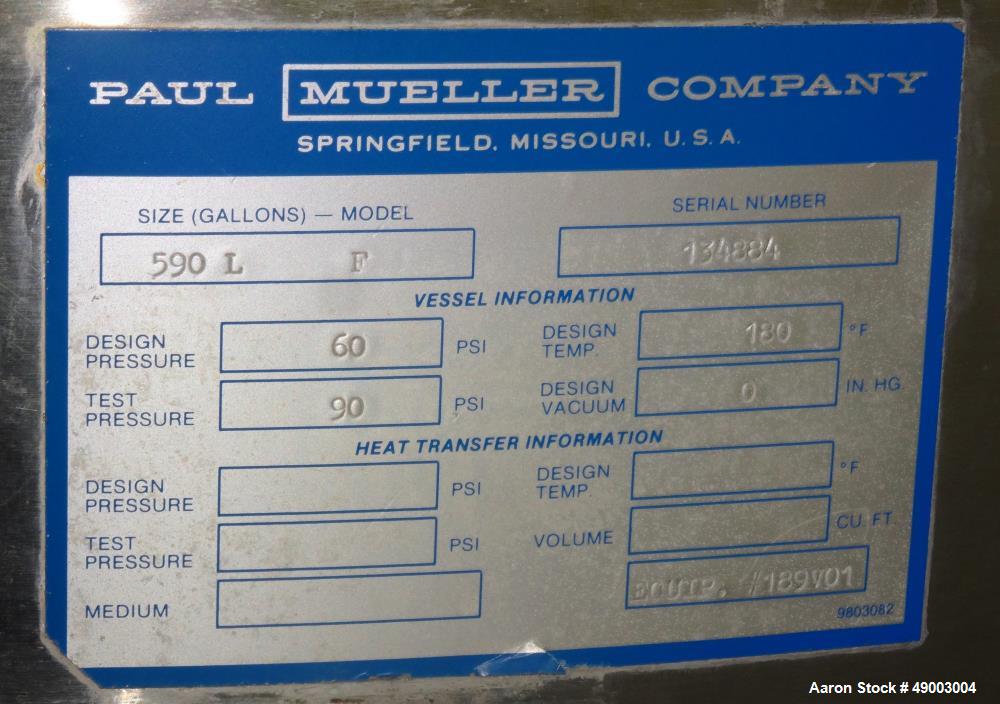 PAUL MUELLER COMPANY
SPRINGFIELD, MISSOURI, U.S.A.
SIZE (GALLONS) — MODEL SERIAL NUMBER
590 L F 134884
VESSEL INFORMATION
DESIGN PRESSURE 60 PSI DESIGN TEMP. 180 °F
TEST PRESSURE 90 PSI DESIGN VACUUM 0 IN. HG.
HEAT TRANSFER INFORMATION
DESIGN PRESSURE PSI DESIGN TEMP. °F
TEST PRESSURE PSI VOLUME CU. FT.
MEDIUM EQUIP. #189V01
9803082
Aaron Stock # 49003004